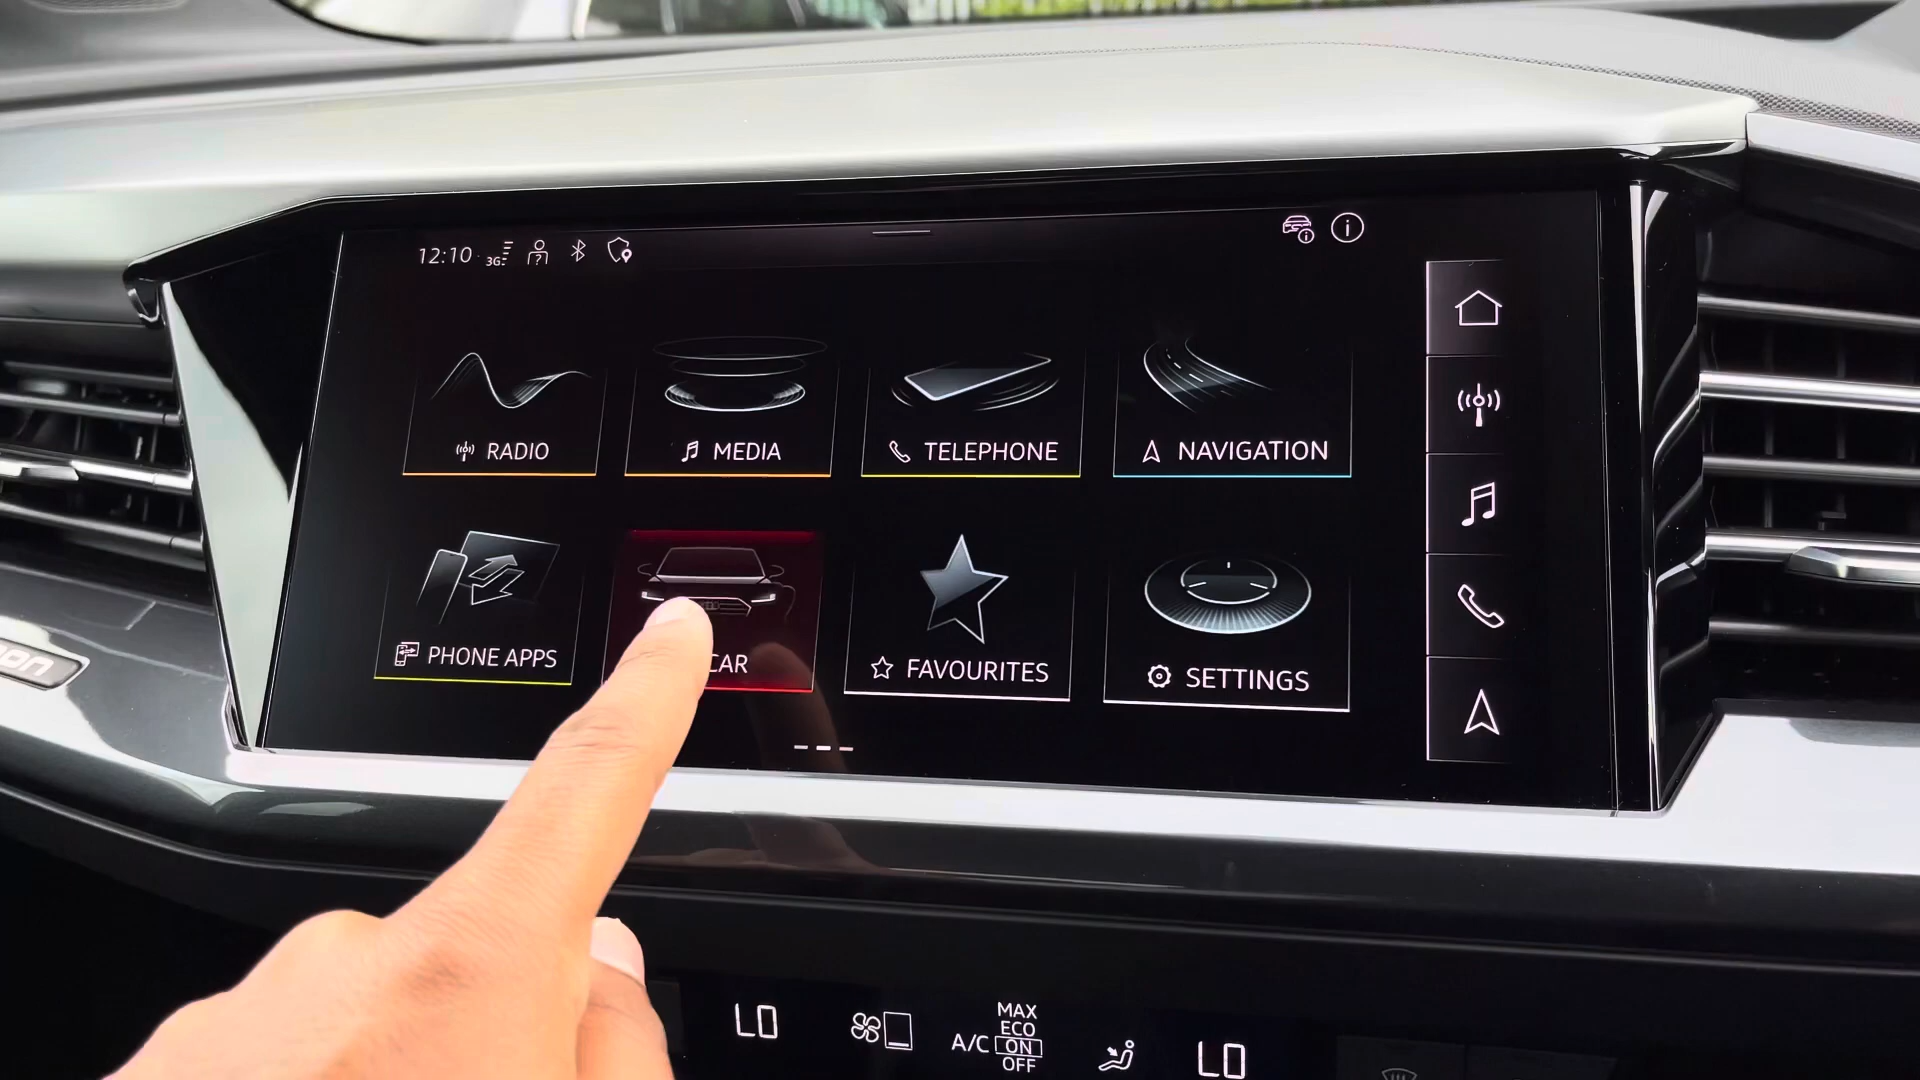 12:10 3G
RADIO
MEDIA
TELEPHONE
NAVIGATION
PHONE APPS
CAR
FAVOURITES
SETTINGS
LO
A/C
MAX
ECO
ON
OFF
LO